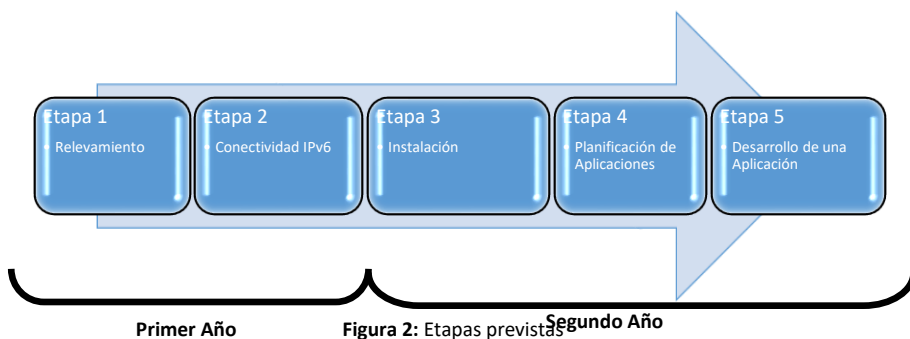 Etapa 1
• Relevamiento
Etapa 2
• Conectividad IPv6
Etapa 3
• Instalación
Etapa 4
• Planificación de
Aplicaciones
Etapa 5
• Desarrollo de una
Aplicación
Primer Año
Segundo Año
Figura 2: Etapas previstas